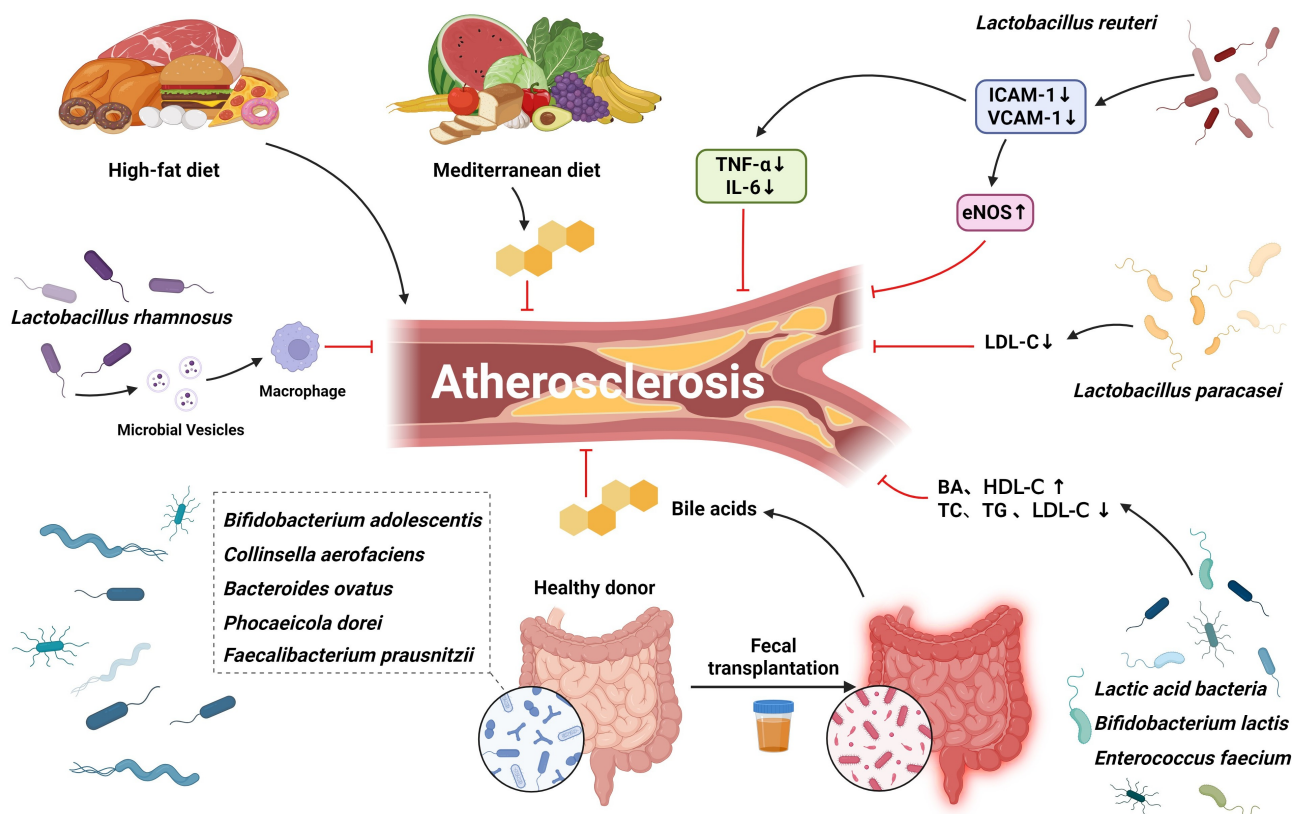 Lactobacillus reuteri
ICAM-1↓
VCAM-1↓
High-fat diet
Mediterranean diet
TNF-α↓
IL-6↓
eNOS↑
Lactobacillus rhamnosus
Macrophage
Microbial Vesicles
Atherosclerosis
LDL-C↓
Lactobacillus paracasei
BA、HDL-C ↑
TC、TG 、LDL-C ↓
Bile acids
Bifidobacterium adolescentis
Collinsella aerofaciens
Bacteroides ovatus
Phocaeicola dorei
Faecalibacterium prausnitzii
Healthy donor
Fecal
transplantation
Lactic acid bacteria
Bifidobacterium lactis
Enterococcus faecium